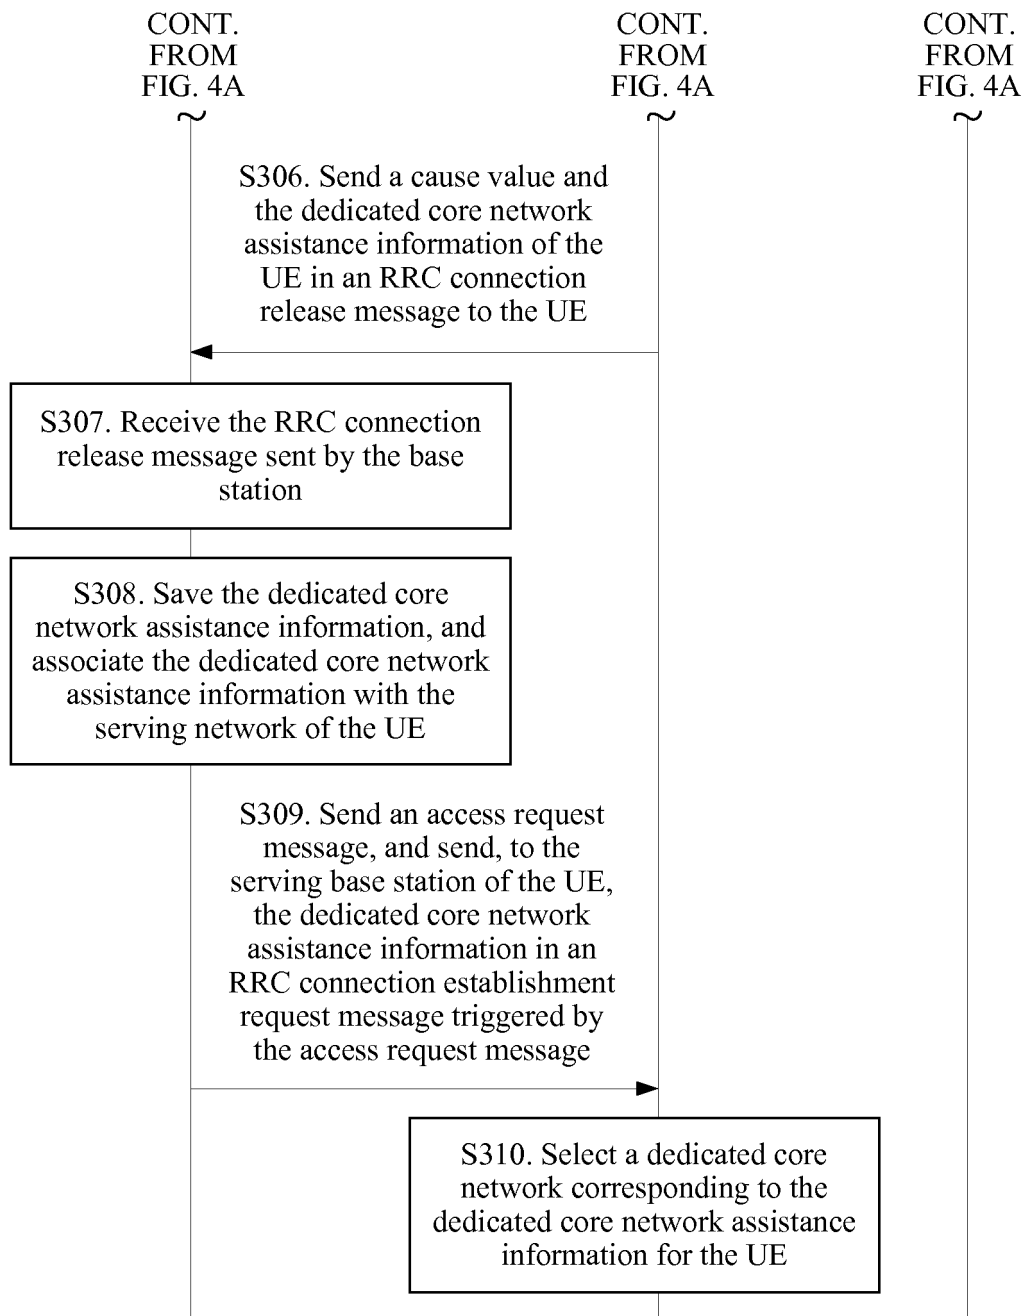 CONT.
FROM
FIG. 4A
CONT.
FROM
FIG. 4A
CONT.
FROM
FIG. 4A
S306. Send a cause value and
the dedicated core network
assistance information of the
UE in an RRC connection
release message to the UE
S307. Receive the RRC connection
release message sent by the base
station
S308. Save the dedicated core
network assistance information, and
associate the dedicated core network
assistance information with the
serving network of the UE
S309. Send an access request
message, and send, to the
serving base station of the UE,
the dedicated core network
assistance information in an
RRC connection establishment
request message triggered by
the access request message
S310. Select a dedicated core
network corresponding to the
dedicated core network assistance
information for the UE